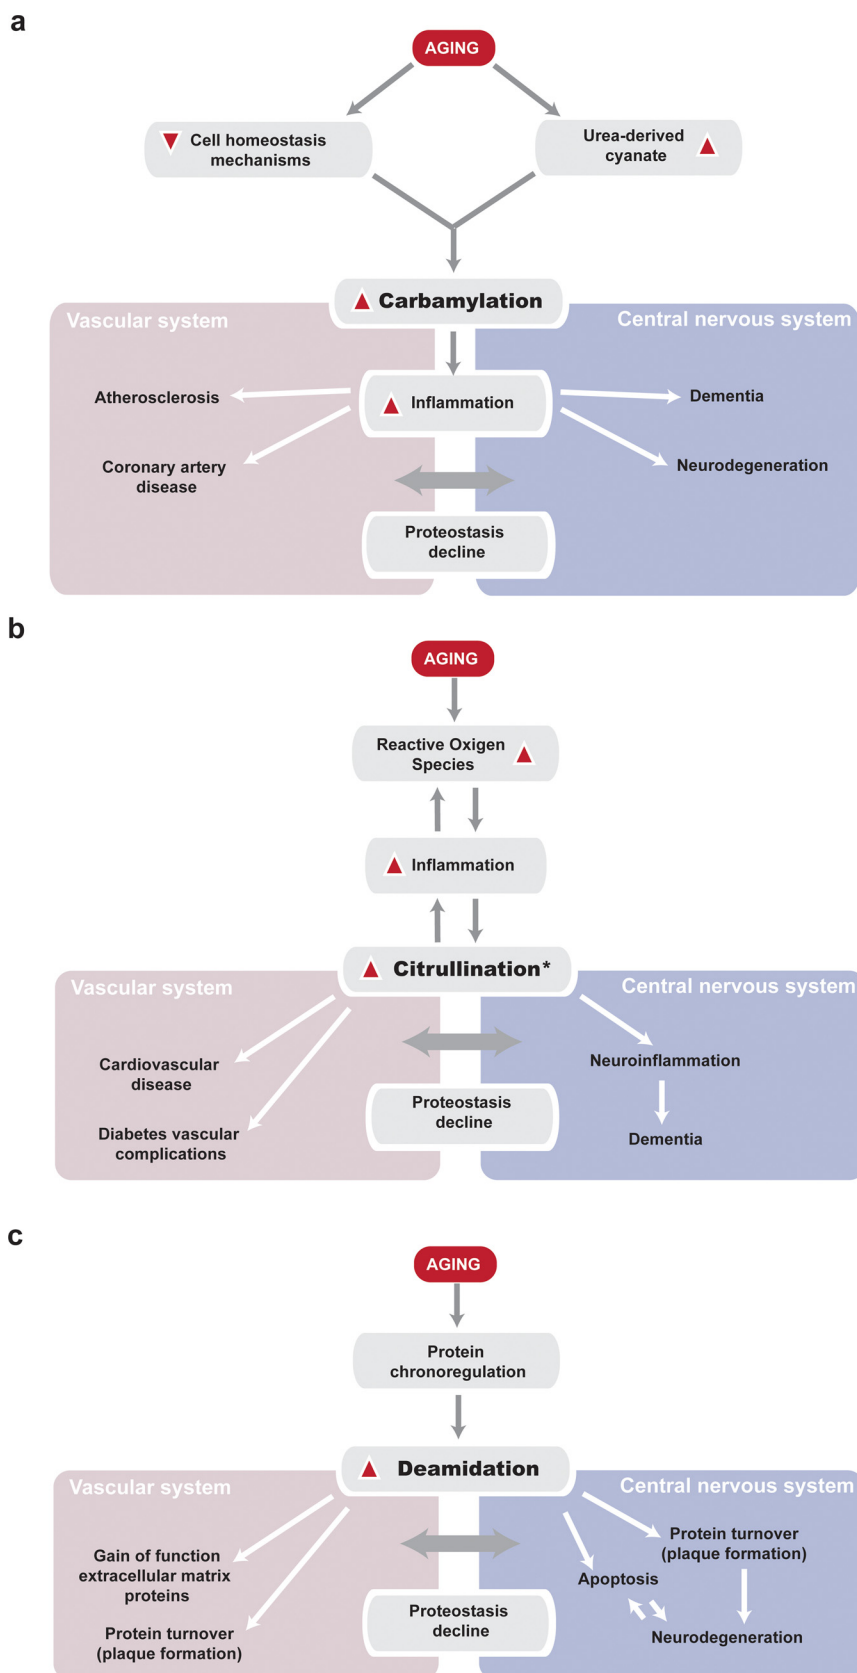 a
AGING
Cell homeostasis
mechanisms
Urea-derived
cyanate
Carbamylation
Vascular system
Central nervous system
Inflammation
Atherosclerosis
Dementia
Coronary artery
disease
Neurodegeneration
Proteostasis
decline
b
AGING
Reactive Oxigen
Species
Inflammation
Citrullination*
Vascular system
Central nervous system
Cardiovascular
disease
Neuroinflammation
Proteostasis
decline
Diabetes vascular
complications
Dementia
c
AGING
Protein
chronoregulation
Deamidation
Vascular system
Central nervous system
Gain of function
extracellular matrix
proteins
Protein turnover
(plaque formation)
Apoptosis
Proteostasis
decline
Protein turnover
(plaque formation)
Neurodegeneration